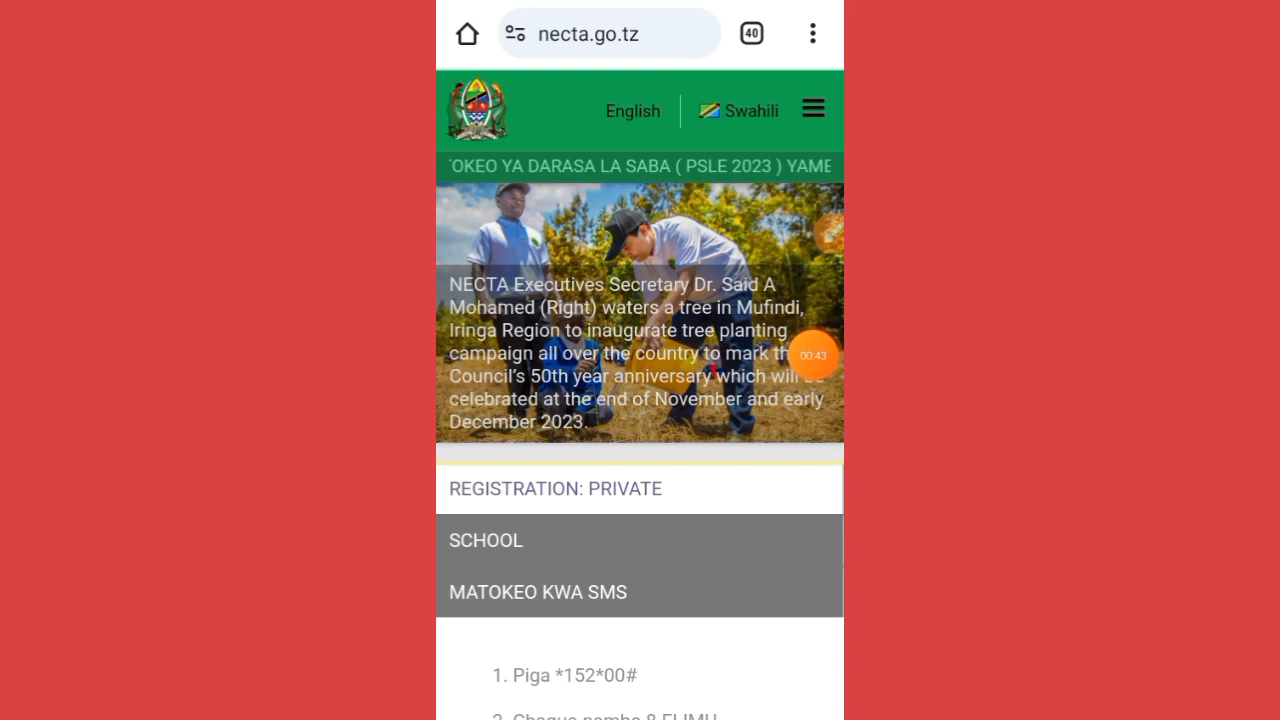 necta.go.tz
40
English
Swahili
OKEO YA DARASA LA SABA ( PSLE 2023 ) YAME
NECTA Executives Secretary Dr. Said A
Mohamed (Right) waters a tree in Mufindi,
Iringa Region to inaugurate tree planting
campaign all over the country to mark th
Council's 50th year anniversary which will be
celebrated at the end of November and early
December 2023.
00:43
REGISTRATION: PRIVATE
SCHOOL
MATOKEO KWA SMS
1. Piga *152*00#
2. Chagua namba 8 ELIMU